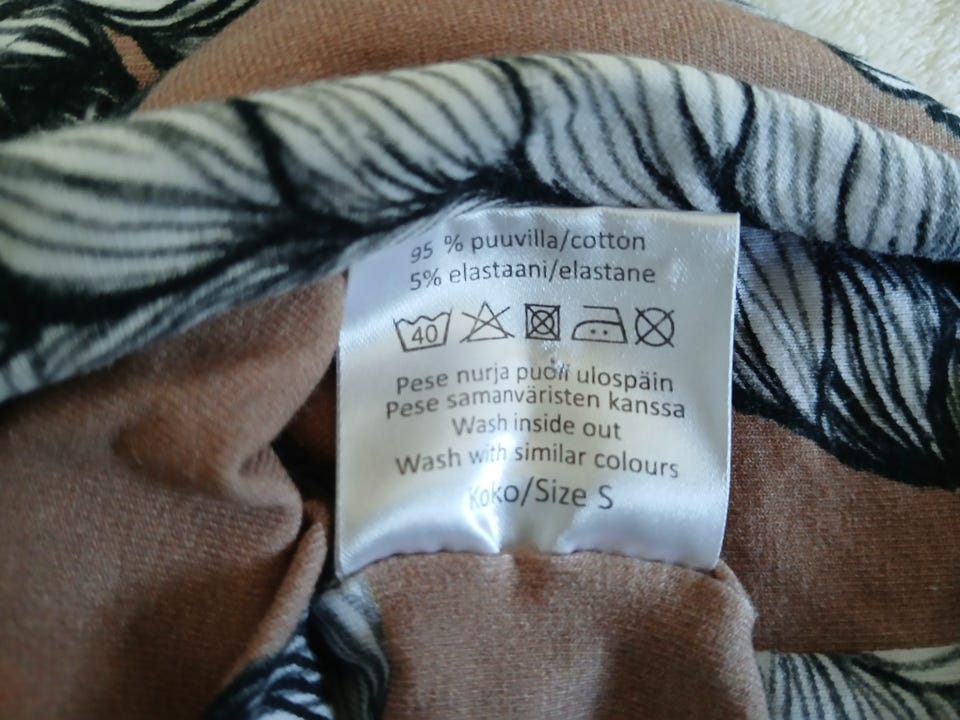 95 % puuvilla/cotton
5% elastaani/elastane
40
Pese nurja puoli ulospäin
Pese samanväristen kanssa
Wash inside out
Wash with similar colours
Koko/Size S